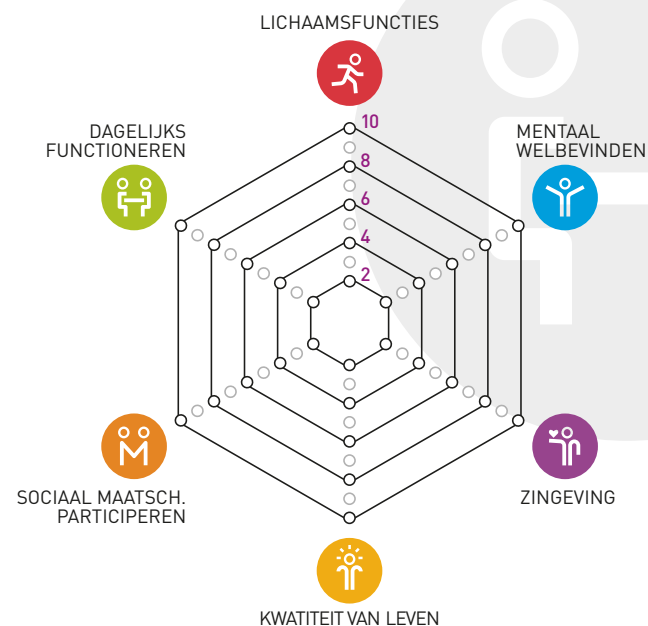 LICHAAMSFUNCTIES
DAGELIJKS
FUNCTIONEREN
MENTAAL
WELBEVINDEN
10
8
6
4
2
SOCIAAL MAATSCH.
PARTICIPEREN
ZINGEVING
KWATITEIT VAN LEVEN